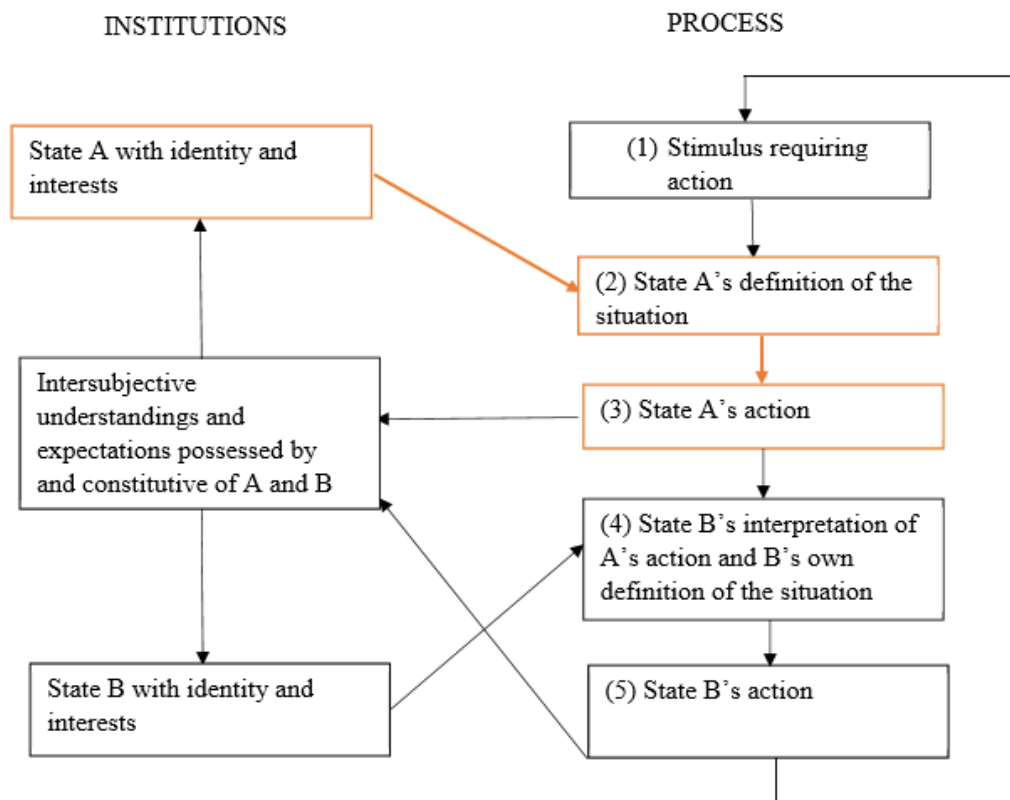 INSTITUTIONS
PROCESS
State A with identity and
interests
(1) Stimulus requiring
action
(2) State A’s definition of the
situation
Intersubjective
understandings and
expectations possessed by
and constitutive of A and B
(3) State A’s action
(4) State B’s interpretation of
A’s action and B’s own
definition of the situation
State B with identity and
interests
(5) State B’s action